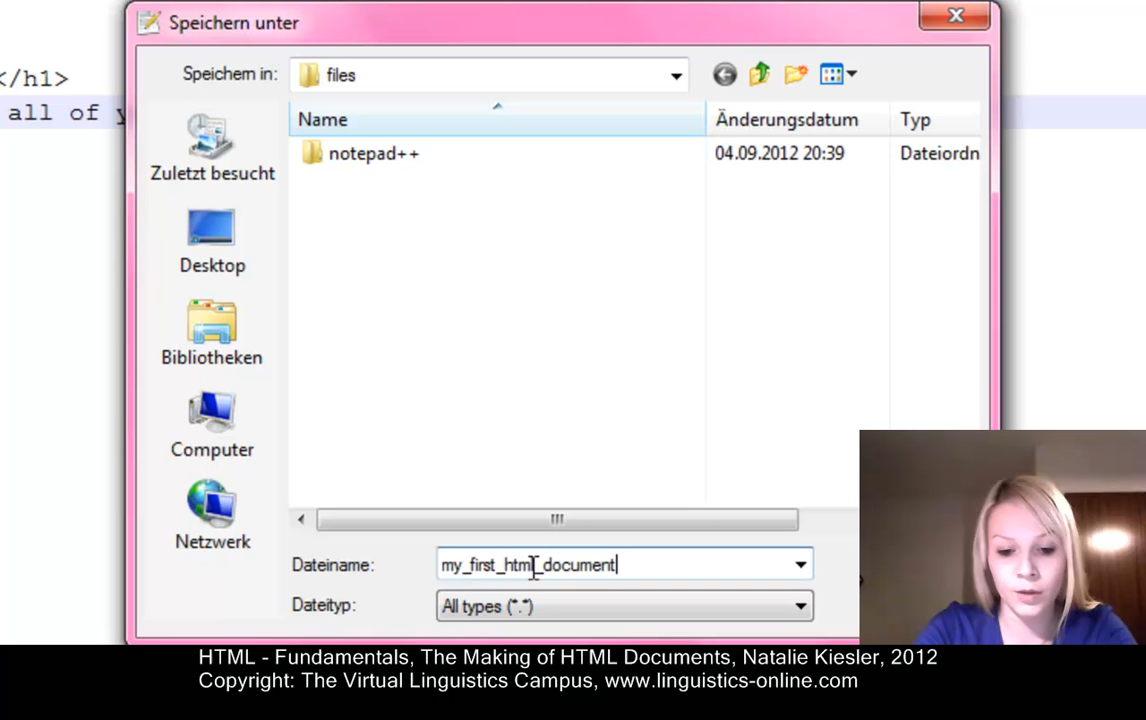 Speichern unter
</h1>
all of y
Speichern in: files
Name Änderungsdatum Typ
notepad++ 04.09.2012 20:39 Dateiordn
Zuletzt besucht
Desktop
Bibliotheken
Computer
Netzwerk
Dateiname: my_first_html_document
Dateityp: All types (*.*)
HTML - Fundamentals, The Making of HTML Documents, Natalie Kiesler, 2012
Copyright: The Virtual Linguistics Campus, www.linguistics-online.com